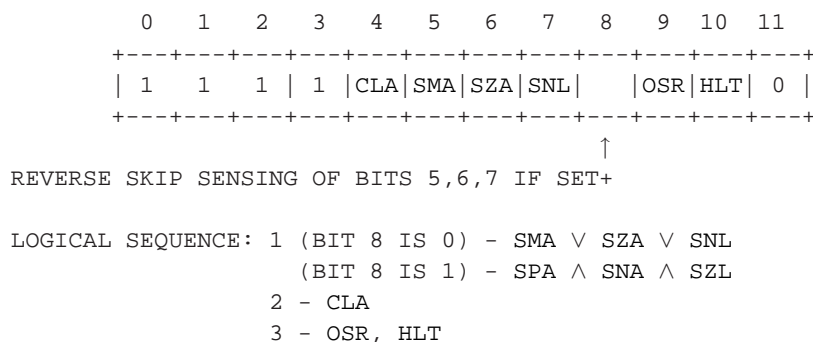 0 1 2 3 4 5 6 7 8 9 10 11
+---+---+---+---+---+---+---+---+---+---+---+---+
| 1 1 1 | 1 |CLA|SMA|SZA|SNL| |OSR|HLT| 0 |
+---+---+---+---+---+---+---+---+---+---+---+---+
↑
REVERSE SKIP SENSING OF BITS 5,6,7 IF SET+
LOGICAL SEQUENCE: 1 (BIT 8 IS 0) - SMA ∨ SZA ∨ SNL
(BIT 8 IS 1) - SPA ∧ SNA ∧ SZL
2 - CLA
3 - OSR, HLT